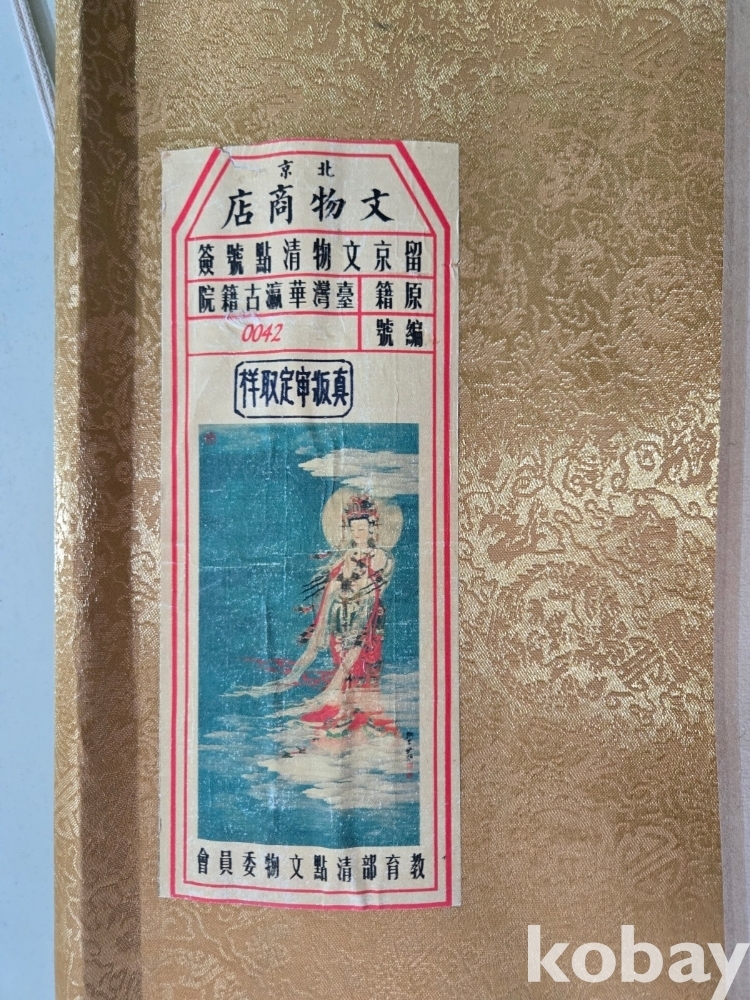 北京
文物商店
留京文物清點號簽
原籍 臺灣華瀛古籍院
编號 0042
真扳审定取样
教育部清點文物委員會
kobay